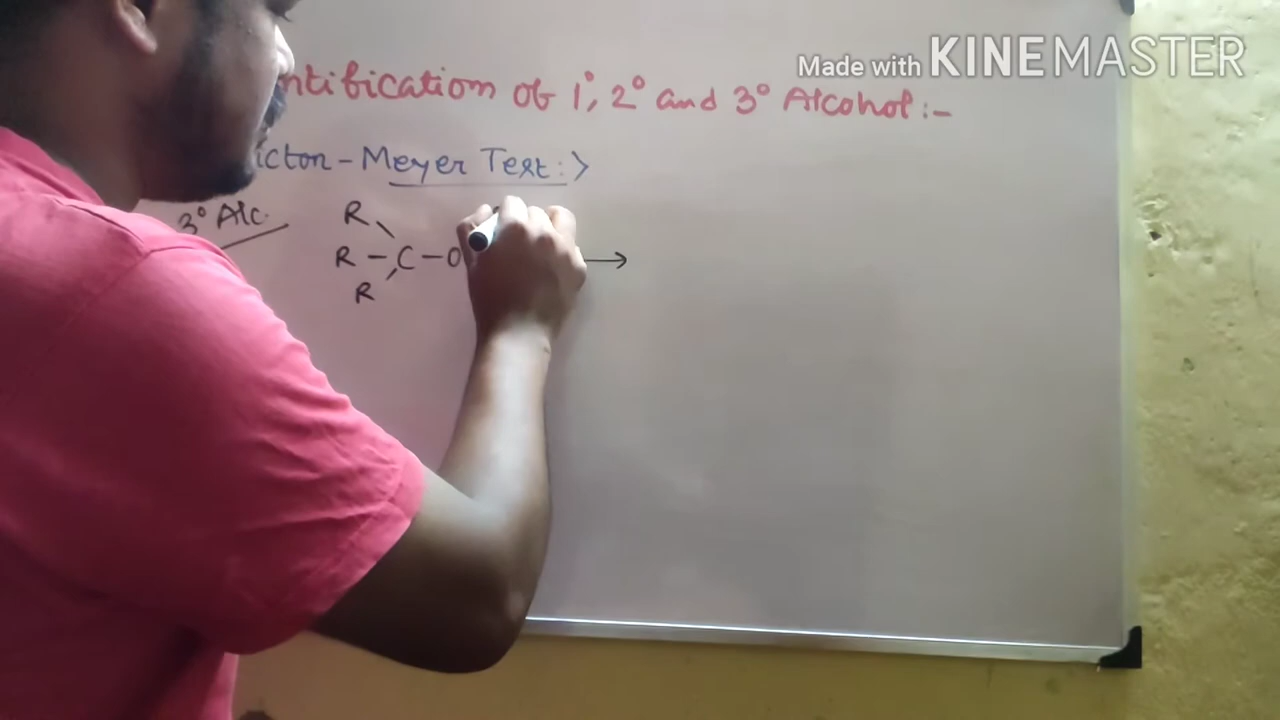 Made with KINEMASTER
ntification of 1°, 2° and 3° Alcohol :-
icton - Meyer Test :>
3° Alc.
R
R - C - O
R